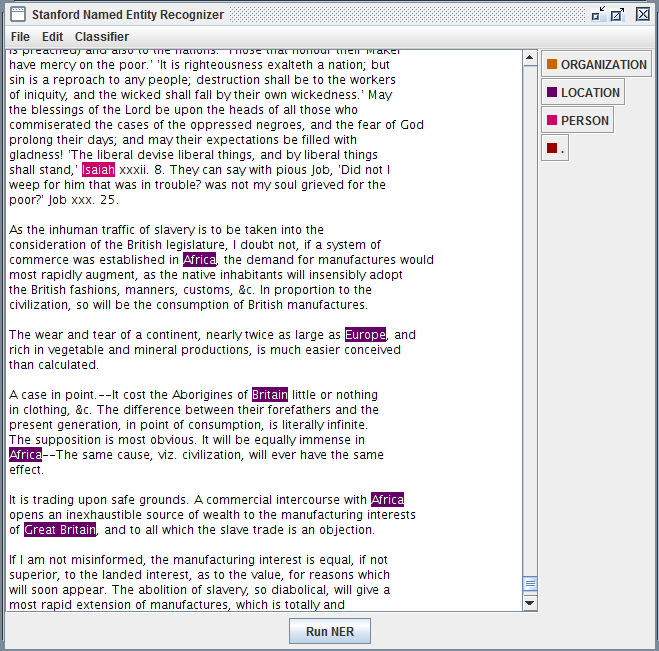 Stanford Named Entity Recognizer
File Edit Classifier
is preached) and also to the nations. 'Those that honour their Maker
have mercy on the poor.' 'It is righteousness exalteth a nation; but
sin is a reproach to any people; destruction shall be to the workers
of iniquity, and the wicked shall fall by their own wickedness.' May
the blessings of the Lord be upon the heads of all those who
commiserated the cases of the oppressed negroes, and the fear of God
prolong their days; and may their expectations be filled with
gladness! 'The liberal devise liberal things, and by liberal things
shall stand,' Isaiah xxxii. 8. They can say with pious Job, 'Did not I
weep for him that was in trouble? was not my soul grieved for the
poor?' Job xxx. 25.
As the inhuman traffic of slavery is to be taken into the
consideration of the British legislature, I doubt not, if a system of
commerce was established in Africa, the demand for manufactures would
most rapidly augment, as the native inhabitants will insensibly adopt
the British fashions, manners, customs, &c. In proportion to the
civilization, so will be the consumption of British manufactures.
The wear and tear of a continent, nearly twice as large as Europe, and
rich in vegetable and mineral productions, is much easier conceived
than calculated.
A case in point.--It cost the Aborigines of Britain little or nothing
in clothing, &c. The difference between their forefathers and the
present generation, in point of consumption, is literally infinite.
The supposition is most obvious. It will be equally immense in
Africa--The same cause, viz. civilization, will ever have the same
effect.
It is trading upon safe grounds. A commercial intercourse with Africa
opens an inexhaustible source of wealth to the manufacturing interests
of Great Britain, and to all which the slave trade is an objection.
If I am not misinformed, the manufacturing interest is equal, if not
superior, to the landed interest, as to the value, for reasons which
will soon appear. The abolition of slavery, so diabolical, will give a
most rapid extension of manufactures, which is totally and
ORGANIZATION
LOCATION
PERSON
.
Run NER